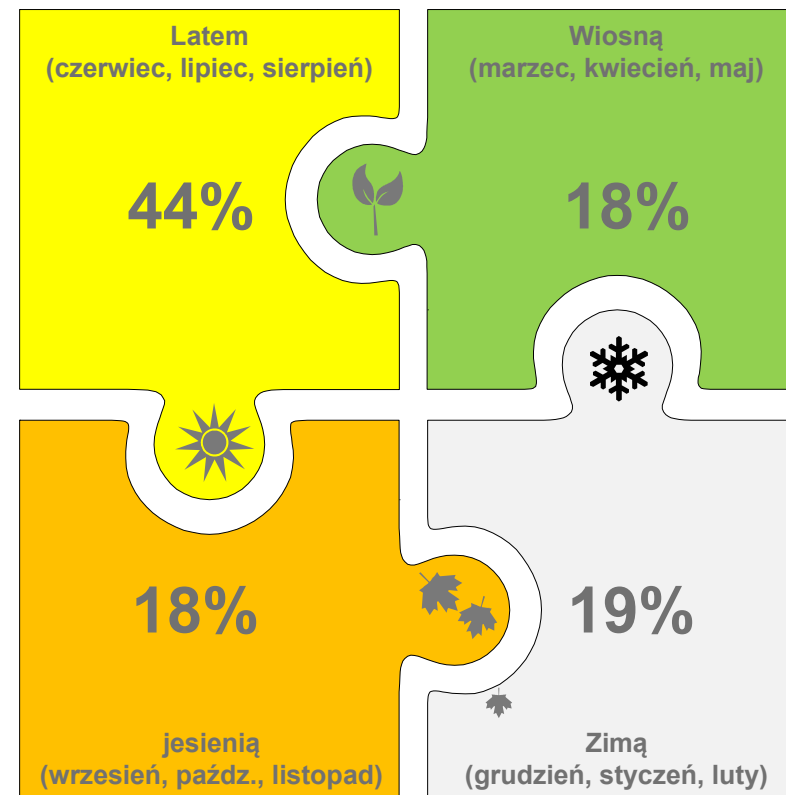 Latem
(czerwiec, lipiec, sierpień)
44%
Wiosną
(marzec, kwiecień, maj)
18%
18%
jesienią
(wrzesień, paźdz., listopad)
19%
Zimą
(grudzień, styczeń, luty)